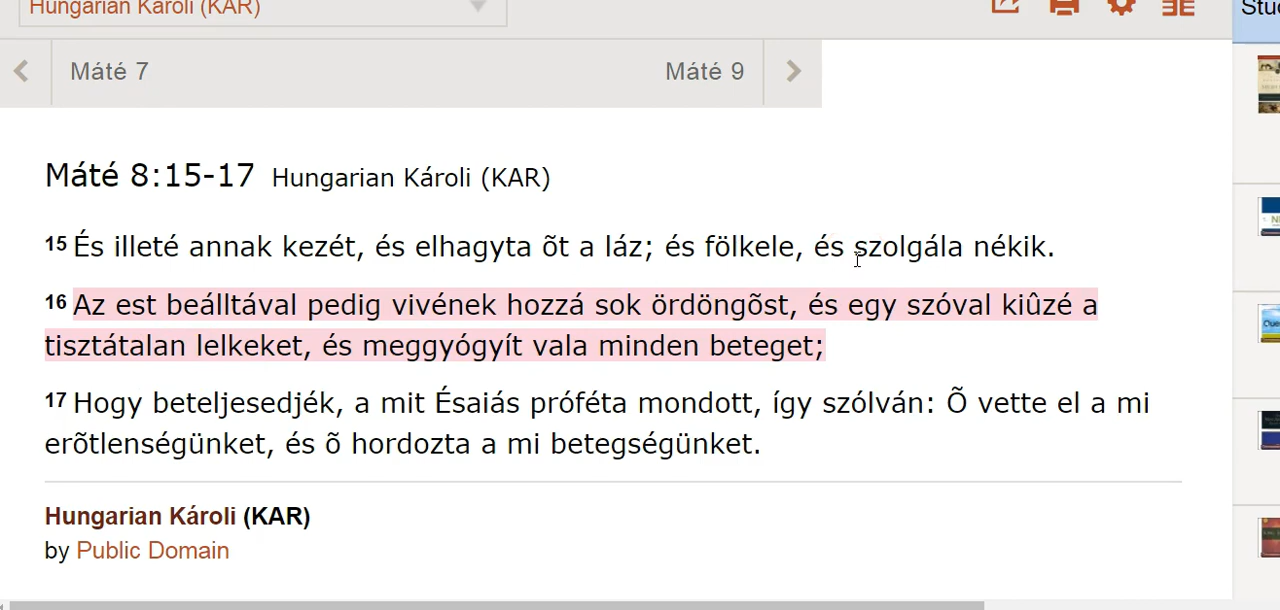 Hungarian Károli (KAR)
Máté 7
Máté 9
Máté 8:15-17 Hungarian Károli (KAR)
15 És illeté annak kezét, és elhagyta õt a láz; és fölkele, és szolgála nékik.
16 Az est beálltával pedig vivének hozzá sok ördöngõst, és egy szóval kiûzé a
tisztátalan lelkeket, és meggyógyít vala minden beteget;
17 Hogy beteljesedjék, a mit Ésaiás próféta mondott, így szólván: Õ vette el a mi
erõtlenségünket, és õ hordozta a mi betegségünket.
Hungarian Károli (KAR)
by Public Domain